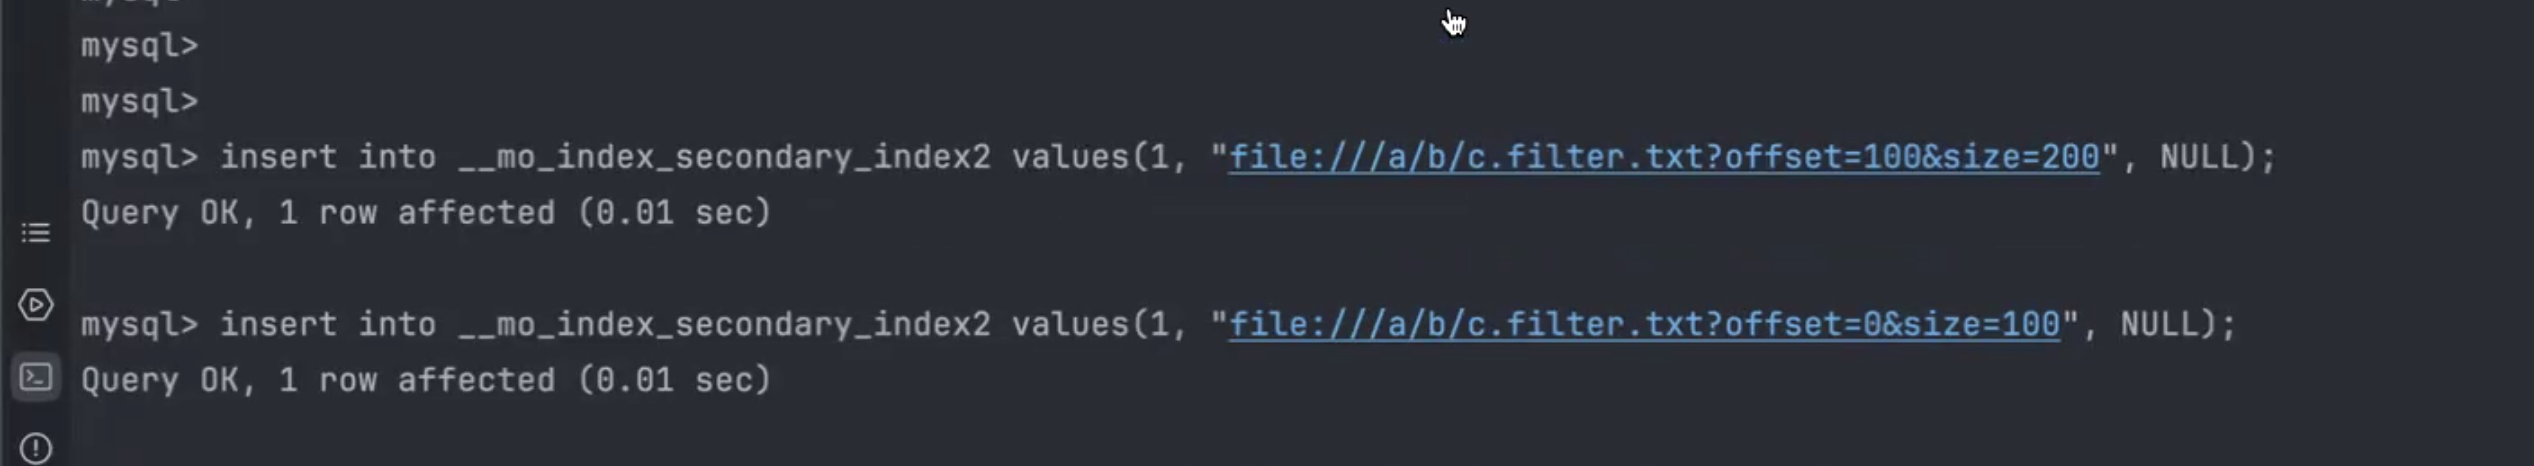 mysql>
mysql>
mysql>
mysql> insert into __mo_index_secondary_index2 values(1, "file:///a/b/c.filter.txt?offset=100&size=200", NULL);
Query OK, 1 row affected (0.01 sec)
mysql> insert into __mo_index_secondary_index2 values(1, "file:///a/b/c.filter.txt?offset=0&size=100", NULL);
Query OK, 1 row affected (0.01 sec)